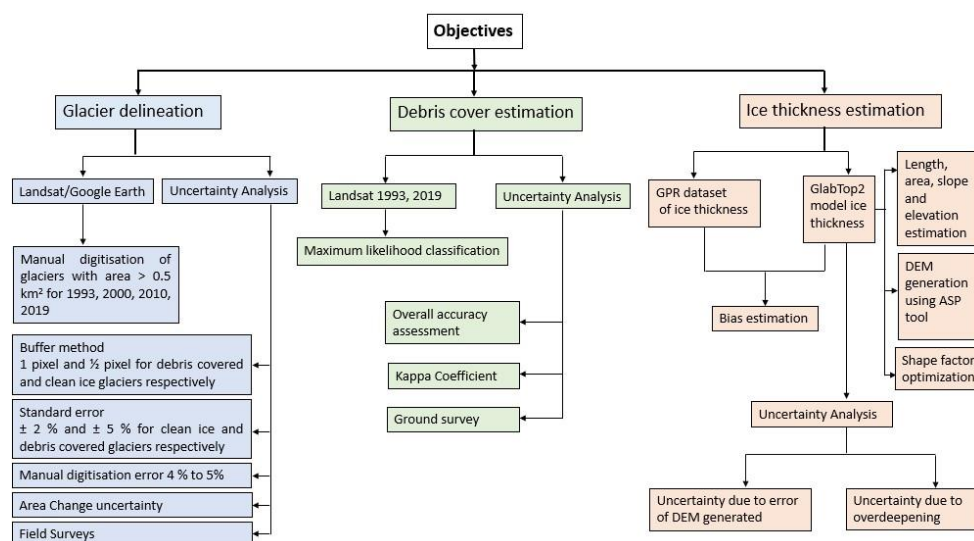 Objectives
Glacier delineation
Debris cover estimation
Ice thickness estimation
Landsat/Google Earth
Uncertainty Analysis
Manual digitisation of
glaciers with area > 0.5
km² for 1993, 2000, 2010,
2019
Buffer method
1 pixel and ½ pixel for debris covered
and clean ice glaciers respectively
Standard error
± 2 % and ± 5 % for clean ice and
debris covered glaciers respectively
Manual digitisation error 4 % to 5%
Area Change uncertainty
Field Surveys
Landsat 1993, 2019
Uncertainty Analysis
Maximum likelihood classification
Overall accuracy
assessment
Kappa Coefficient
Ground survey
GPR dataset
of ice thickness
GlabTop2
model ice
thickness
Length,
area, slope
and
elevation
estimation
DEM
generation
using ASP
tool
Shape factor
optimization
Bias estimation
Uncertainty Analysis
Uncertainty due to error
of DEM generated
Uncertainty due to
overdeepening